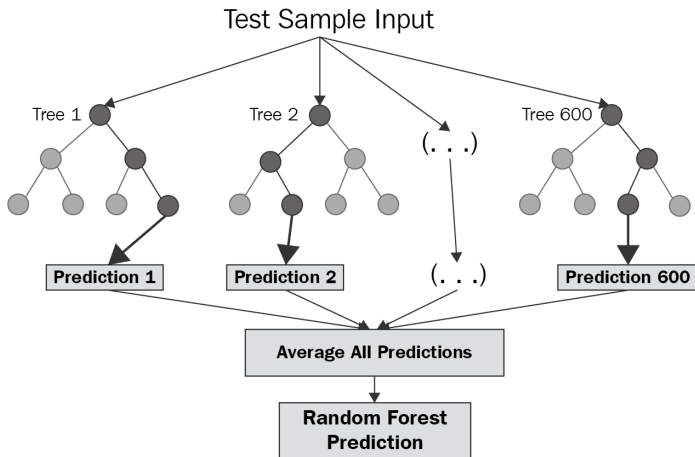 Test Sample Input
Tree 1
Tree 2
Tree 600
(. . .)
Prediction 1
Prediction 2
(. . .)
Prediction 600
Average All Predictions
Random Forest
Prediction